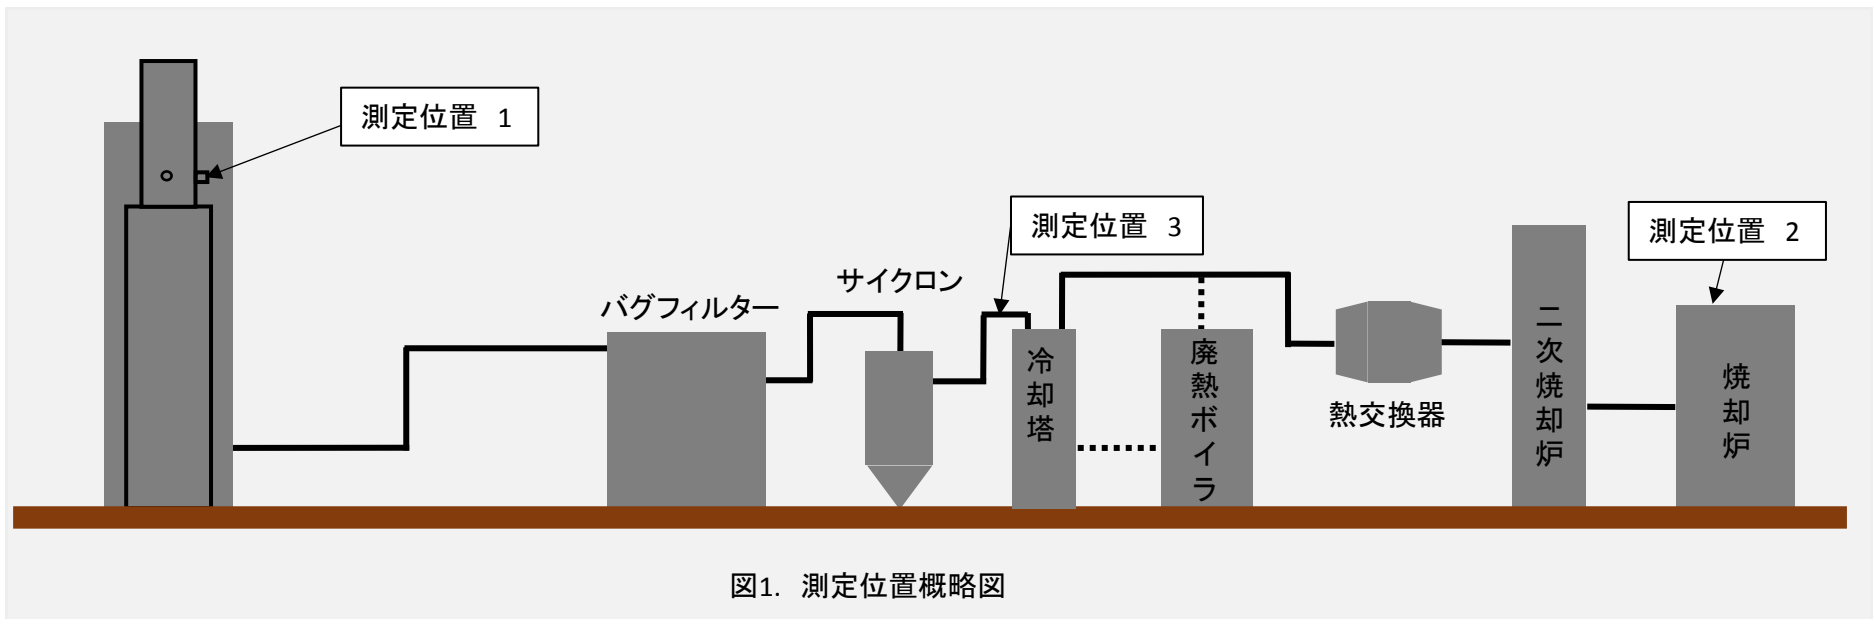 測定位置 1
測定位置 3
測定位置 2
サイクロン
バグフィルター
冷却塔
廃熱ボイラ
熱交換器
二次焼却炉
焼却炉
図1. 測定位置概略図